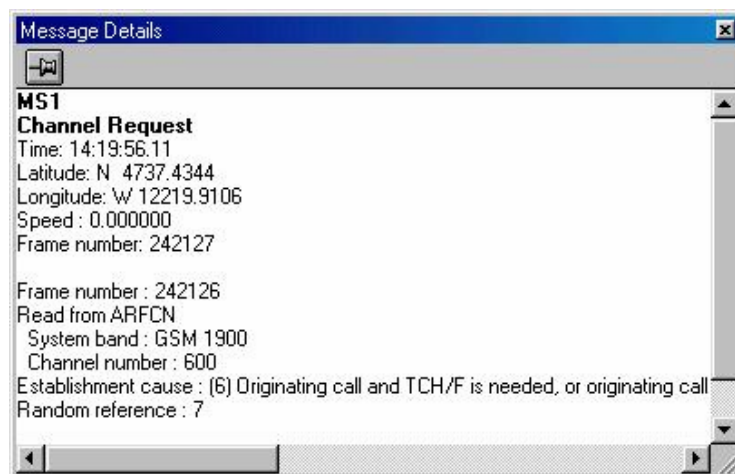 Message Details
MS1
Channel Request
Time: 14:19:56.11
Latitude: N  4737.4344
Longitude: W 12219.9106
Speed : 0.000000
Frame number: 242127
Frame number : 242126
Read from ARFCN
System band : GSM 1900
Channel number : 600
Establishment cause : (6) Originating call and TCH/F is needed, or originating call
Random reference : 7